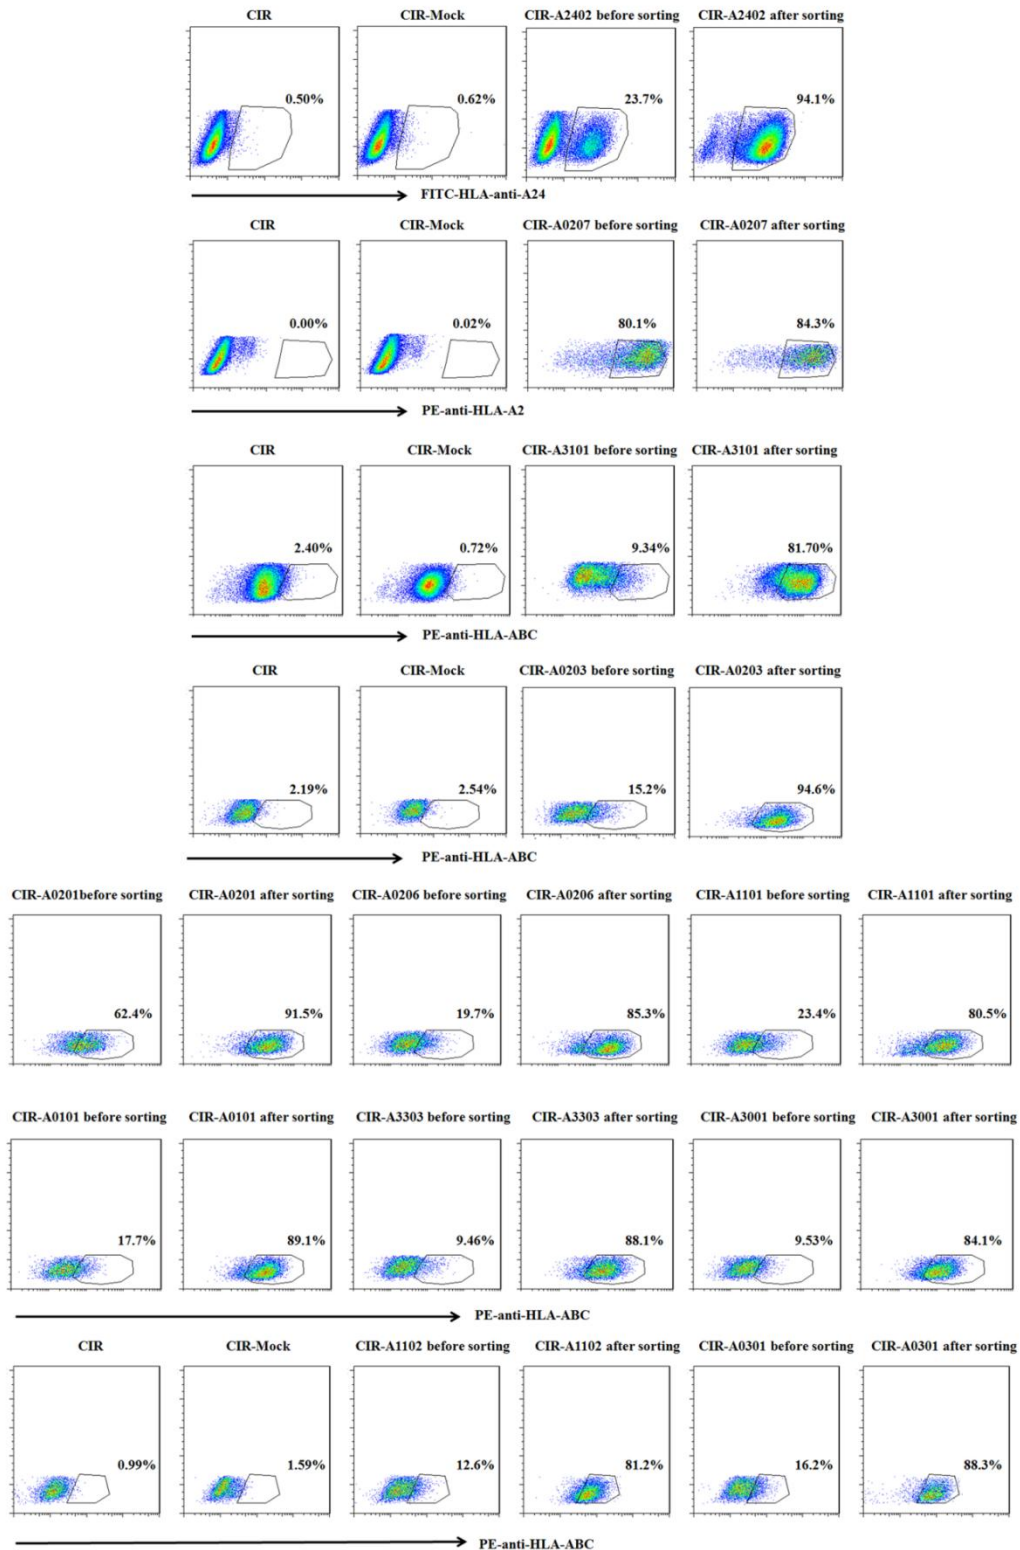 CIR CIR-Mock CIR-A2402 before sorting CIR-A2402 after sorting
0.50% 0.62% 23.7% 94.1%
FITC-HLA-anti-A24
CIR CIR-Mock CIR-A0207 before sorting CIR-A0207 after sorting
0.00% 0.02% 80.1% 84.3%
PE-anti-HLA-A2
CIR CIR-Mock CIR-A3101 before sorting CIR-A3101 after sorting
2.40% 0.72% 9.34% 81.70%
PE-anti-HLA-ABC
CIR CIR-Mock CIR-A0203 before sorting CIR-A0203 after sorting
2.19% 2.54% 15.2% 94.6%
PE-anti-HLA-ABC
CIR-A0201before sorting CIR-A0201 after sorting CIR-A0206 before sorting CIR-A0206 after sorting CIR-A1101 before sorting CIR-A1101 after sorting
62.4% 91.5% 19.7% 85.3% 23.4% 80.5%
CIR-A0101 before sorting CIR-A0101 after sorting CIR-A3303 before sorting CIR-A3303 after sorting CIR-A3001 before sorting CIR-A3001 after sorting
17.7% 89.1% 9.46% 88.1% 9.53% 84.1%
PE-anti-HLA-ABC
CIR CIR-Mock CIR-A1102 before sorting CIR-A1102 after sorting CIR-A0301 before sorting CIR-A0301 after sorting
0.99% 1.59% 12.6% 81.2% 16.2% 88.3%
PE-anti-HLA-ABC